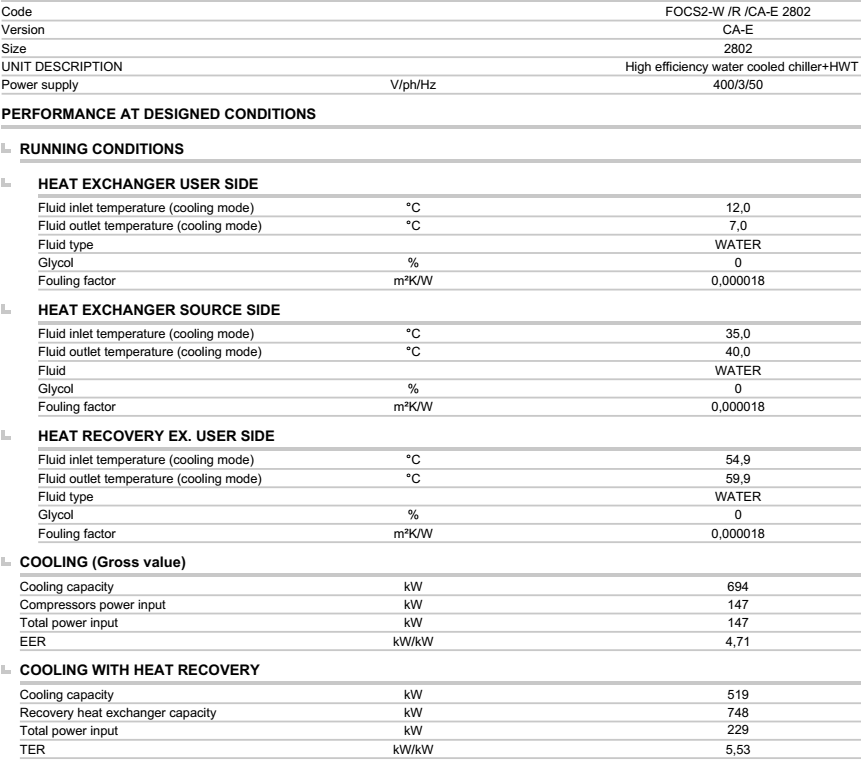 Code FOCS2-W /R /CA-E 2802
Version CA-E
Size 2802
UNIT DESCRIPTION High efficiency water cooled chiller+HWT
Power supply V/ph/Hz 400/3/50
PERFORMANCE AT DESIGNED CONDITIONS
RUNNING CONDITIONS
HEAT EXCHANGER USER SIDE
Fluid inlet temperature (cooling mode) °C 12,0
Fluid outlet temperature (cooling mode) °C 7,0
Fluid type WATER
Glycol % 0
Fouling factor m²K/W 0,000018
HEAT EXCHANGER SOURCE SIDE
Fluid inlet temperature (cooling mode) °C 35,0
Fluid outlet temperature (cooling mode) °C 40,0
Fluid WATER
Glycol % 0
Fouling factor m²K/W 0,000018
HEAT RECOVERY EX. USER SIDE
Fluid inlet temperature (cooling mode) °C 54,9
Fluid outlet temperature (cooling mode) °C 59,9
Fluid type WATER
Glycol % 0
Fouling factor m²K/W 0,000018
COOLING (Gross value)
Cooling capacity kW 694
Compressors power input kW 147
Total power input kW 147
EER kW/kW 4,71
COOLING WITH HEAT RECOVERY
Cooling capacity kW 519
Recovery heat exchanger capacity kW 748
Total power input kW 229
TER kW/kW 5,53